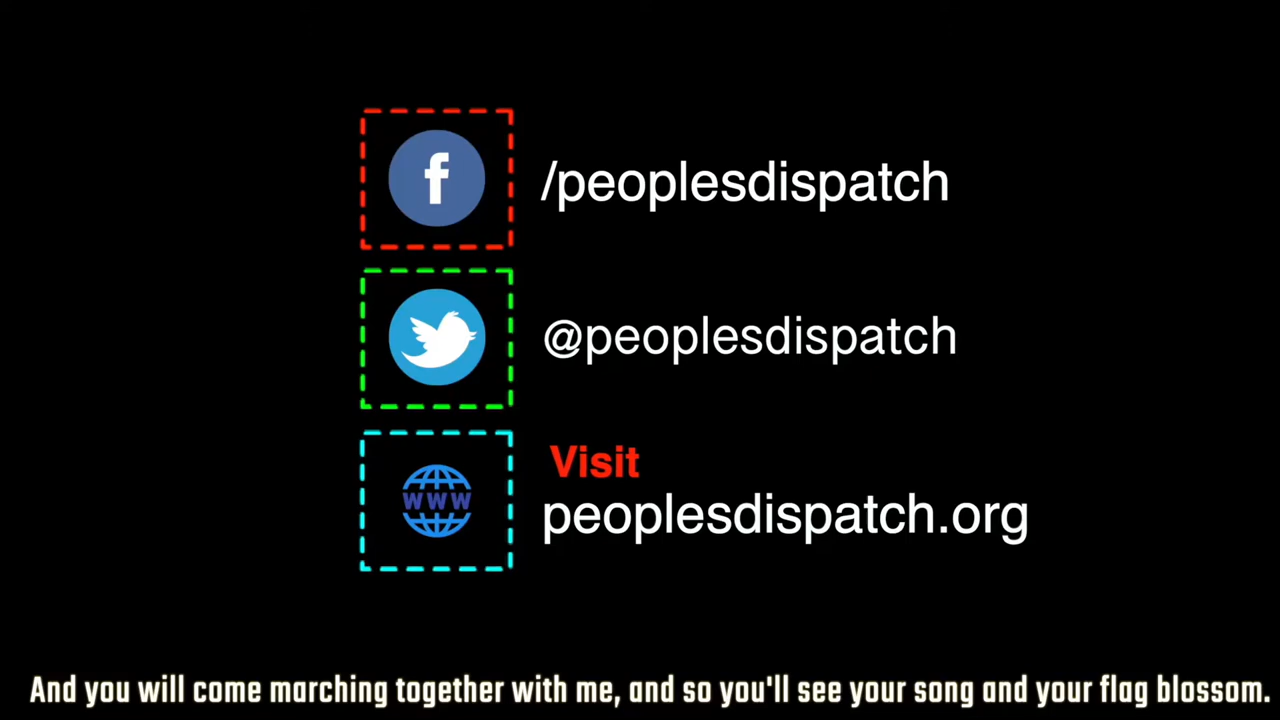 f
/peoplesdispatch
@peoplesdispatch
Visit
WWW
peoplesdispatch.org
And you will come marching together with me, and so you'll see your song and your flag blossom.